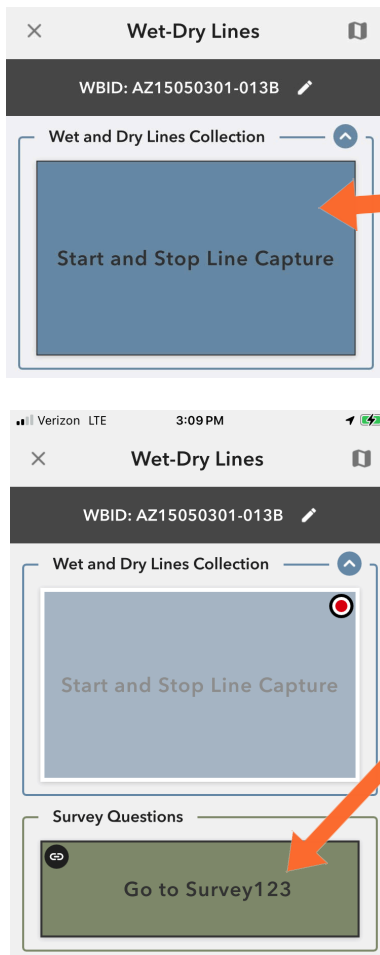 Wet-Dry Lines
WBID: AZ15050301-013B
Wet and Dry Lines Collection
Start and Stop Line Capture
Verizon LTE 3:09 PM
Wet-Dry Lines
WBID: AZ15050301-013B
Wet and Dry Lines Collection
Start and Stop Line Capture
Survey Questions
Go to Survey123